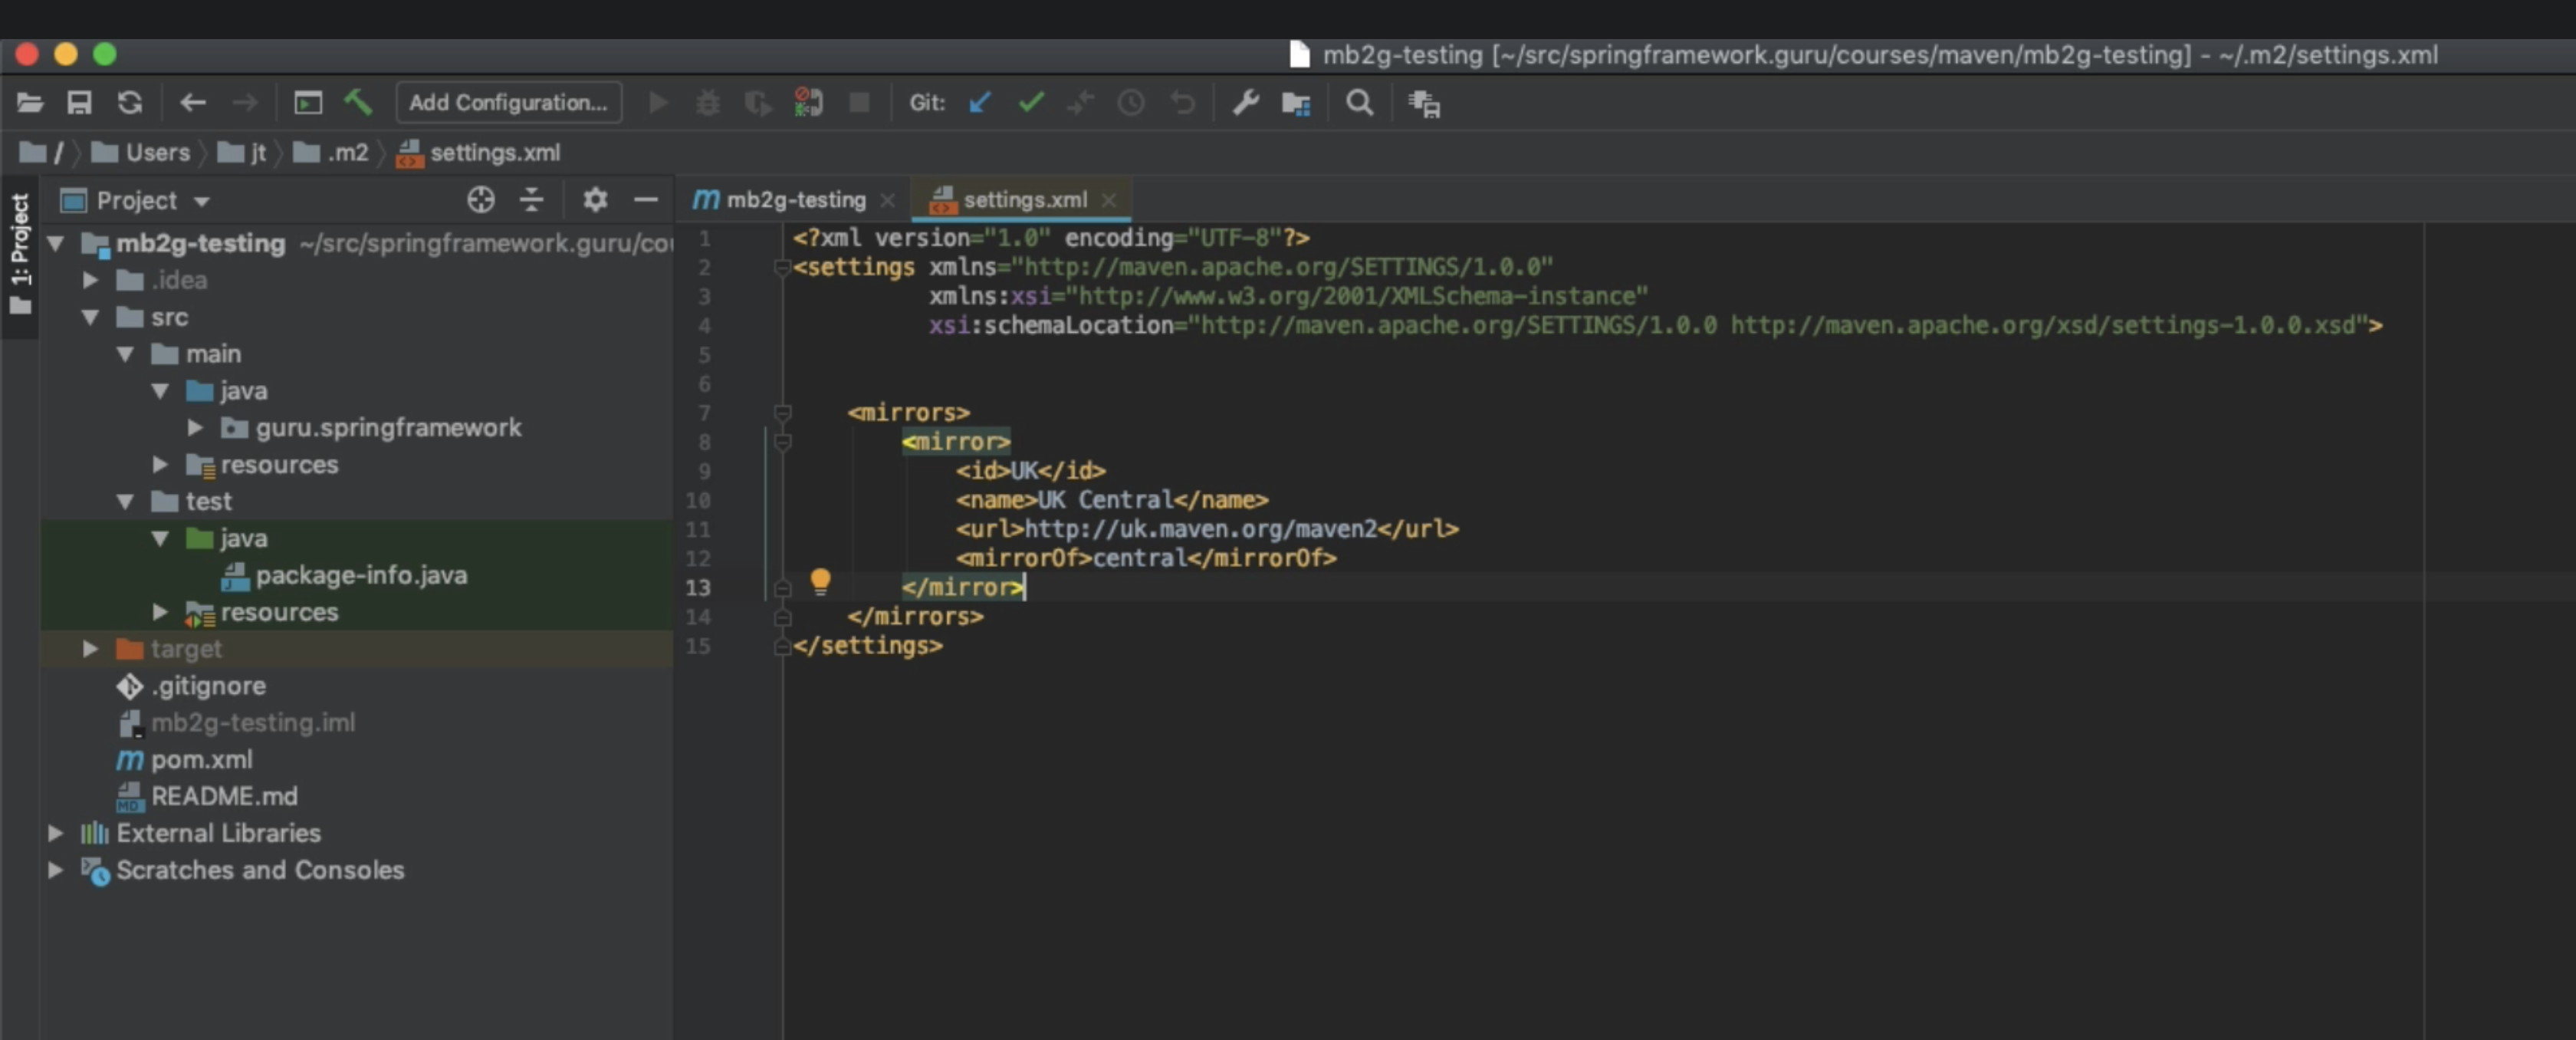 mb2g-testing [~/src/springframework.guru/courses/maven/mb2g-testing] - ~/.m2/settings.xml
Add Configuration...
Git:
/ Users jt .m2 settings.xml
1: Project
Project
mb2g-testing ~/src/springframework.guru/cou
.idea
src
main
java
guru.springframework
resources
test
java
package-info.java
resources
target
.gitignore
mb2g-testing.iml
pom.xml
README.md
External Libraries
Scratches and Consoles
mb2g-testing settings.xml
1 <?xml version="1.0" encoding="UTF-8"?>
2 <settings xmlns="http://maven.apache.org/SETTINGS/1.0.0"
3 xmlns:xsi="http://www.w3.org/2001/XMLSchema-instance"
4 xsi:schemaLocation="http://maven.apache.org/SETTINGS/1.0.0 http://maven.apache.org/xsd/settings-1.0.0.xsd">
5
6
7 <mirrors>
8 <mirror>
9 <id>UK</id>
10 <name>UK Central</name>
11 <url>http://uk.maven.org/maven2</url>
12 <mirrorOf>central</mirrorOf>
13 </mirror>
14 </mirrors>
15 </settings>